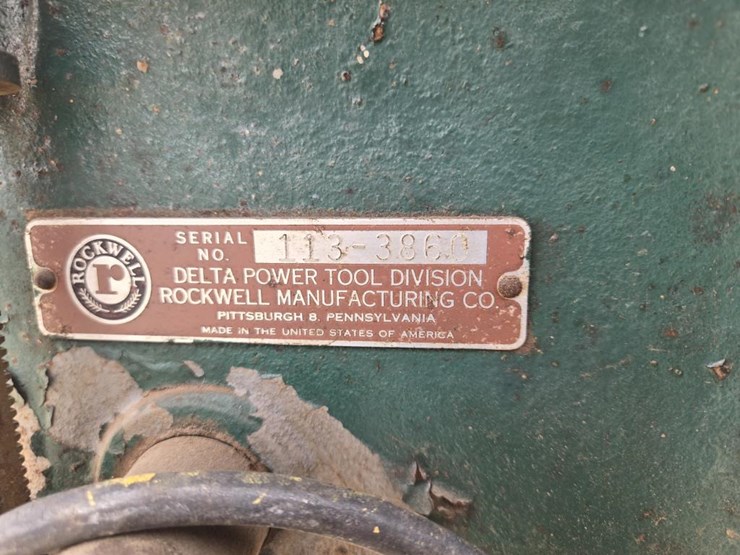 ROCKWELL
r
SERIAL
NO. 113-3860
DELTA POWER TOOL DIVISION
ROCKWELL MANUFACTURING CO.
PITTSBURGH 8, PENNSYLVANIA
MADE IN THE UNITED STATES OF AMERICA